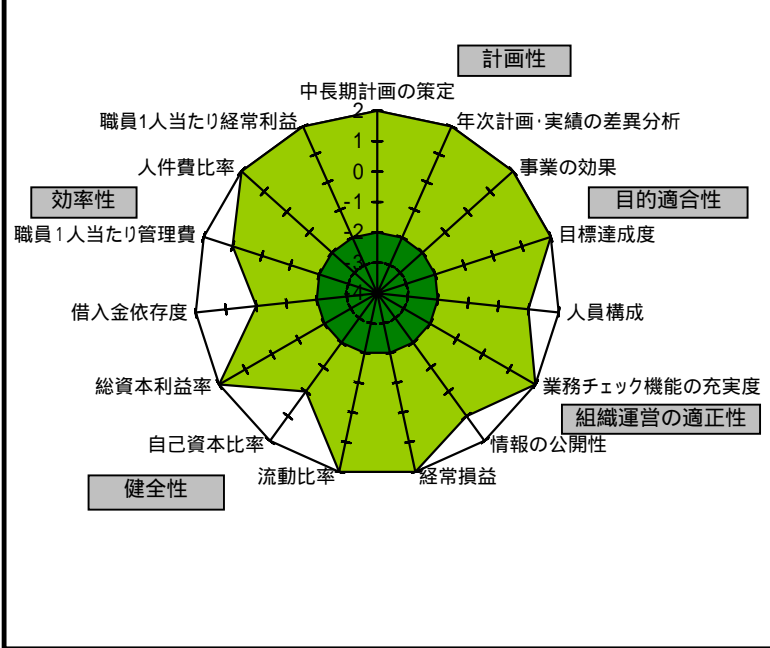 計画性
中長期計画の策定
2
1
0
-1
-2
-3
-4
年次計画・実績の差異分析
事業の効果
目的適合性
目標達成度
人員構成
業務チェック機能の充実度
組織運営の適正性
情報の公開性
経常損益
流動比率
自己資本比率
健全性
総資本利益率
借入金依存度
職員1人当たり管理費
効率性
人件費比率
職員1人当たり経常利益